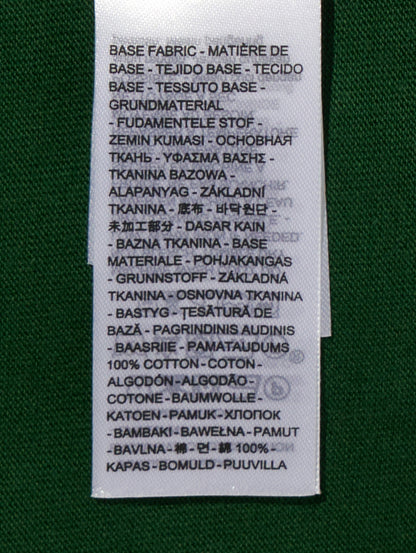 BASE FABRIC - MATIÈRE DE
BASE - TEJIDO BASE - TECIDO
BASE - TESSUTO BASE -
GRUNDMATERIAL
- FUDAMENTELE STOF -
ZEMIN KUMASI - ОСНОВНАЯ
ТКАНЬ - ΥΦΑΣΜΑ ΒΑΣΗΣ -
TKANINA BAZOWA -
ALAPANYAG - ZÁKLADNÍ
TKANINA - 底布 - 바닥원단 -
未加工部分 - DASAR KAIN
- BAZNA TKANINA - BASE
MATERIALE - POHJAKANGAS
- GRUNNSTOFF - ZÁKLADNÁ
TKANINA - OSNOVNA TKANINA
- BASTYG - ŢESĂTURĂ DE
BAZĂ - PAGRINDINIS AUDINIS
- BAASRIIE - PAMATAUDUMS
100% COTTON - COTON -
ALGODÓN - ALGODÃO -
COTONE - BAUMWOLLE -
KATOEN - PAMUK - ХЛОПОК
- BAMBAKI - BAWEŁNA - PAMUT
- BAVLNA - 棉 - 면 - 綿 100% -
KAPAS - BOMULD - PUUVILLA